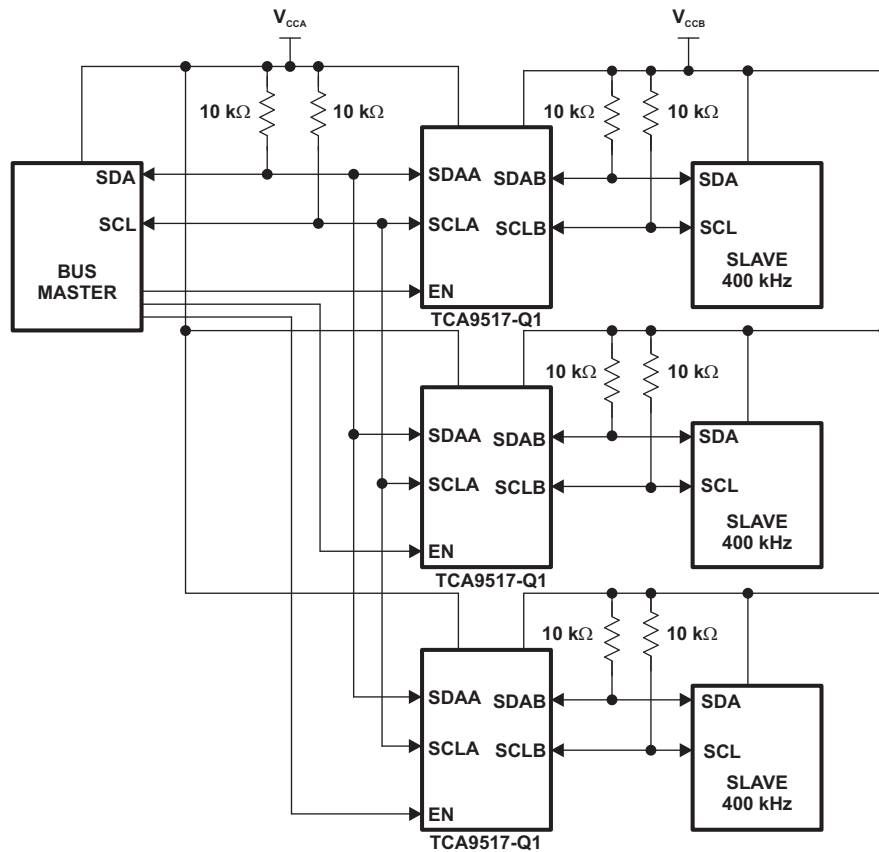 VCCA VCCB
10 kΩ 10 kΩ 10 kΩ 10 kΩ
SDA SDAA SDAB SDA
SCL SCLA SCLB SCL
BUS
MASTER
SLAVE
400 kHz
EN
TCA9517-Q1
10 kΩ 10 kΩ
SDAA SDAB SDA
SCLA SCLB SCL
SLAVE
400 kHz
EN
TCA9517-Q1
10 kΩ 10 kΩ
SDAA SDAB SDA
SCLA SCLB SCL
SLAVE
400 kHz
EN
TCA9517-Q1